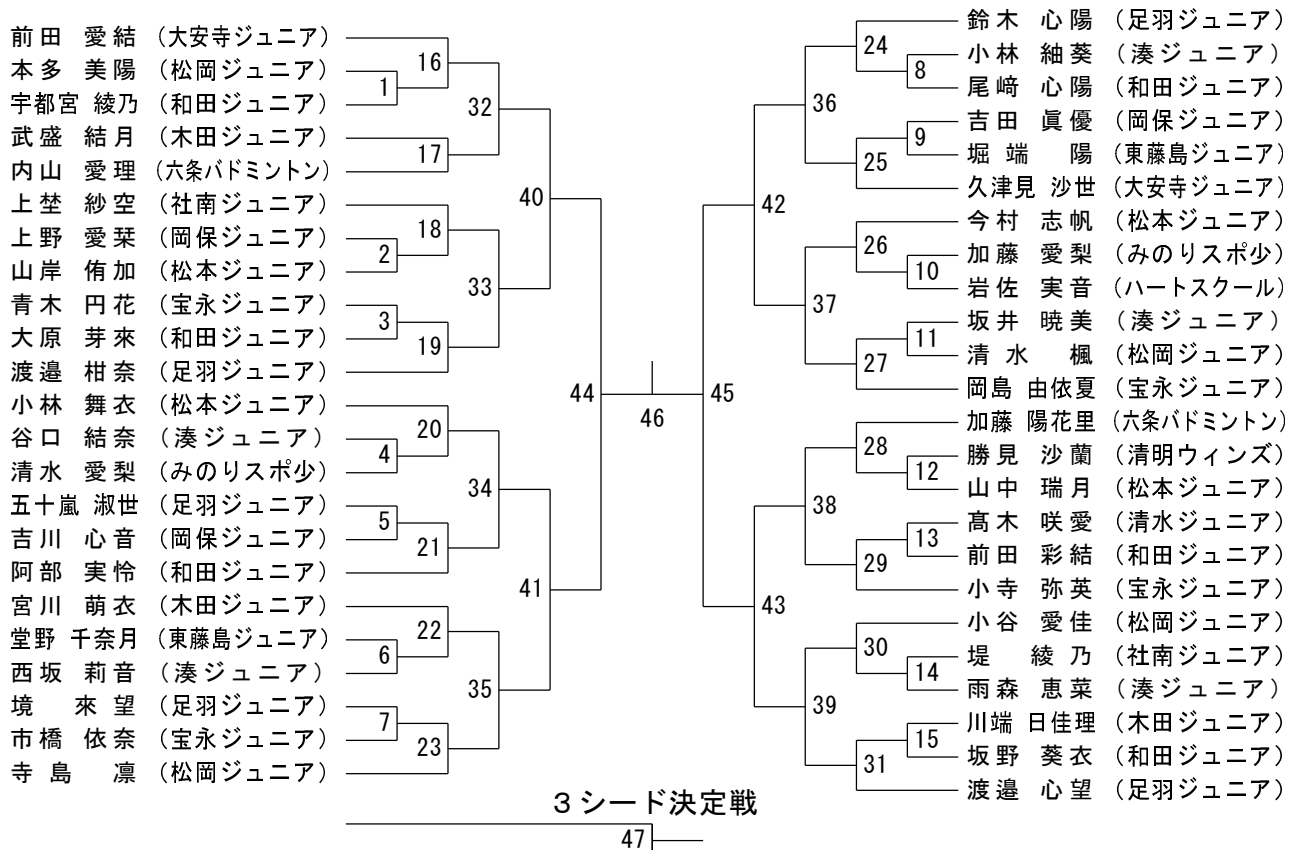 前田 愛結 (大安寺ジュニア)
本多 美陽 (松岡ジュニア)
宇都宮 綾乃 (和田ジュニア)
武盛 結月 (木田ジュニア)
内山 愛理 (六条バドミントン)
上埜 紗空 (社南ジュニア)
上野 愛栞 (岡保ジュニア)
山岸 侑加 (松本ジュニア)
青木 円花 (宝永ジュニア)
大原 芽來 (和田ジュニア)
渡邉 柑奈 (足羽ジュニア)
小林 舞衣 (松本ジュニア)
谷口 結奈 (湊ジュニア)
清水 愛梨 (みのりスポ少)
五十嵐 淑世 (足羽ジュニア)
吉川 心音 (岡保ジュニア)
阿部 実怜 (和田ジュニア)
宮川 萌衣 (木田ジュニア)
堂野 千奈月 (東藤島ジュニア)
西坂 莉音 (湊ジュニア)
境 來望 (足羽ジュニア)
市橋 依奈 (宝永ジュニア)
寺島 凛 (松岡ジュニア)
1
2
3
4
5
6
7
16
17
18
19
20
21
22
23
32
33
34
35
40
41
44
46
45
42
43
36
37
38
39
24
25
26
27
28
29
30
31
8
9
10
11
12
13
14
15
鈴木 心陽 (足羽ジュニア)
小林 紬葵 (湊ジュニア)
尾﨑 心陽 (和田ジュニア)
吉田 眞優 (岡保ジュニア)
堀端 陽 (東藤島ジュニア)
久津見 沙世 (大安寺ジュニア)
今村 志帆 (松本ジュニア)
加藤 愛梨 (みのりスポ少)
岩佐 実音 (ハートスクール)
坂井 暁美 (湊ジュニア)
清水 楓 (松岡ジュニア)
岡島 由依夏 (宝永ジュニア)
加藤 陽花里 (六条バドミントン)
勝見 沙蘭 (清明ウィンズ)
山中 瑞月 (松本ジュニア)
髙木 咲愛 (清水ジュニア)
前田 彩結 (和田ジュニア)
小寺 弥英 (宝永ジュニア)
小谷 愛佳 (松岡ジュニア)
堤 綾乃 (社南ジュニア)
雨森 恵菜 (湊ジュニア)
川端 日佳理 (木田ジュニア)
坂野 葵衣 (和田ジュニア)
渡邉 心望 (足羽ジュニア)
3シード決定戦
47